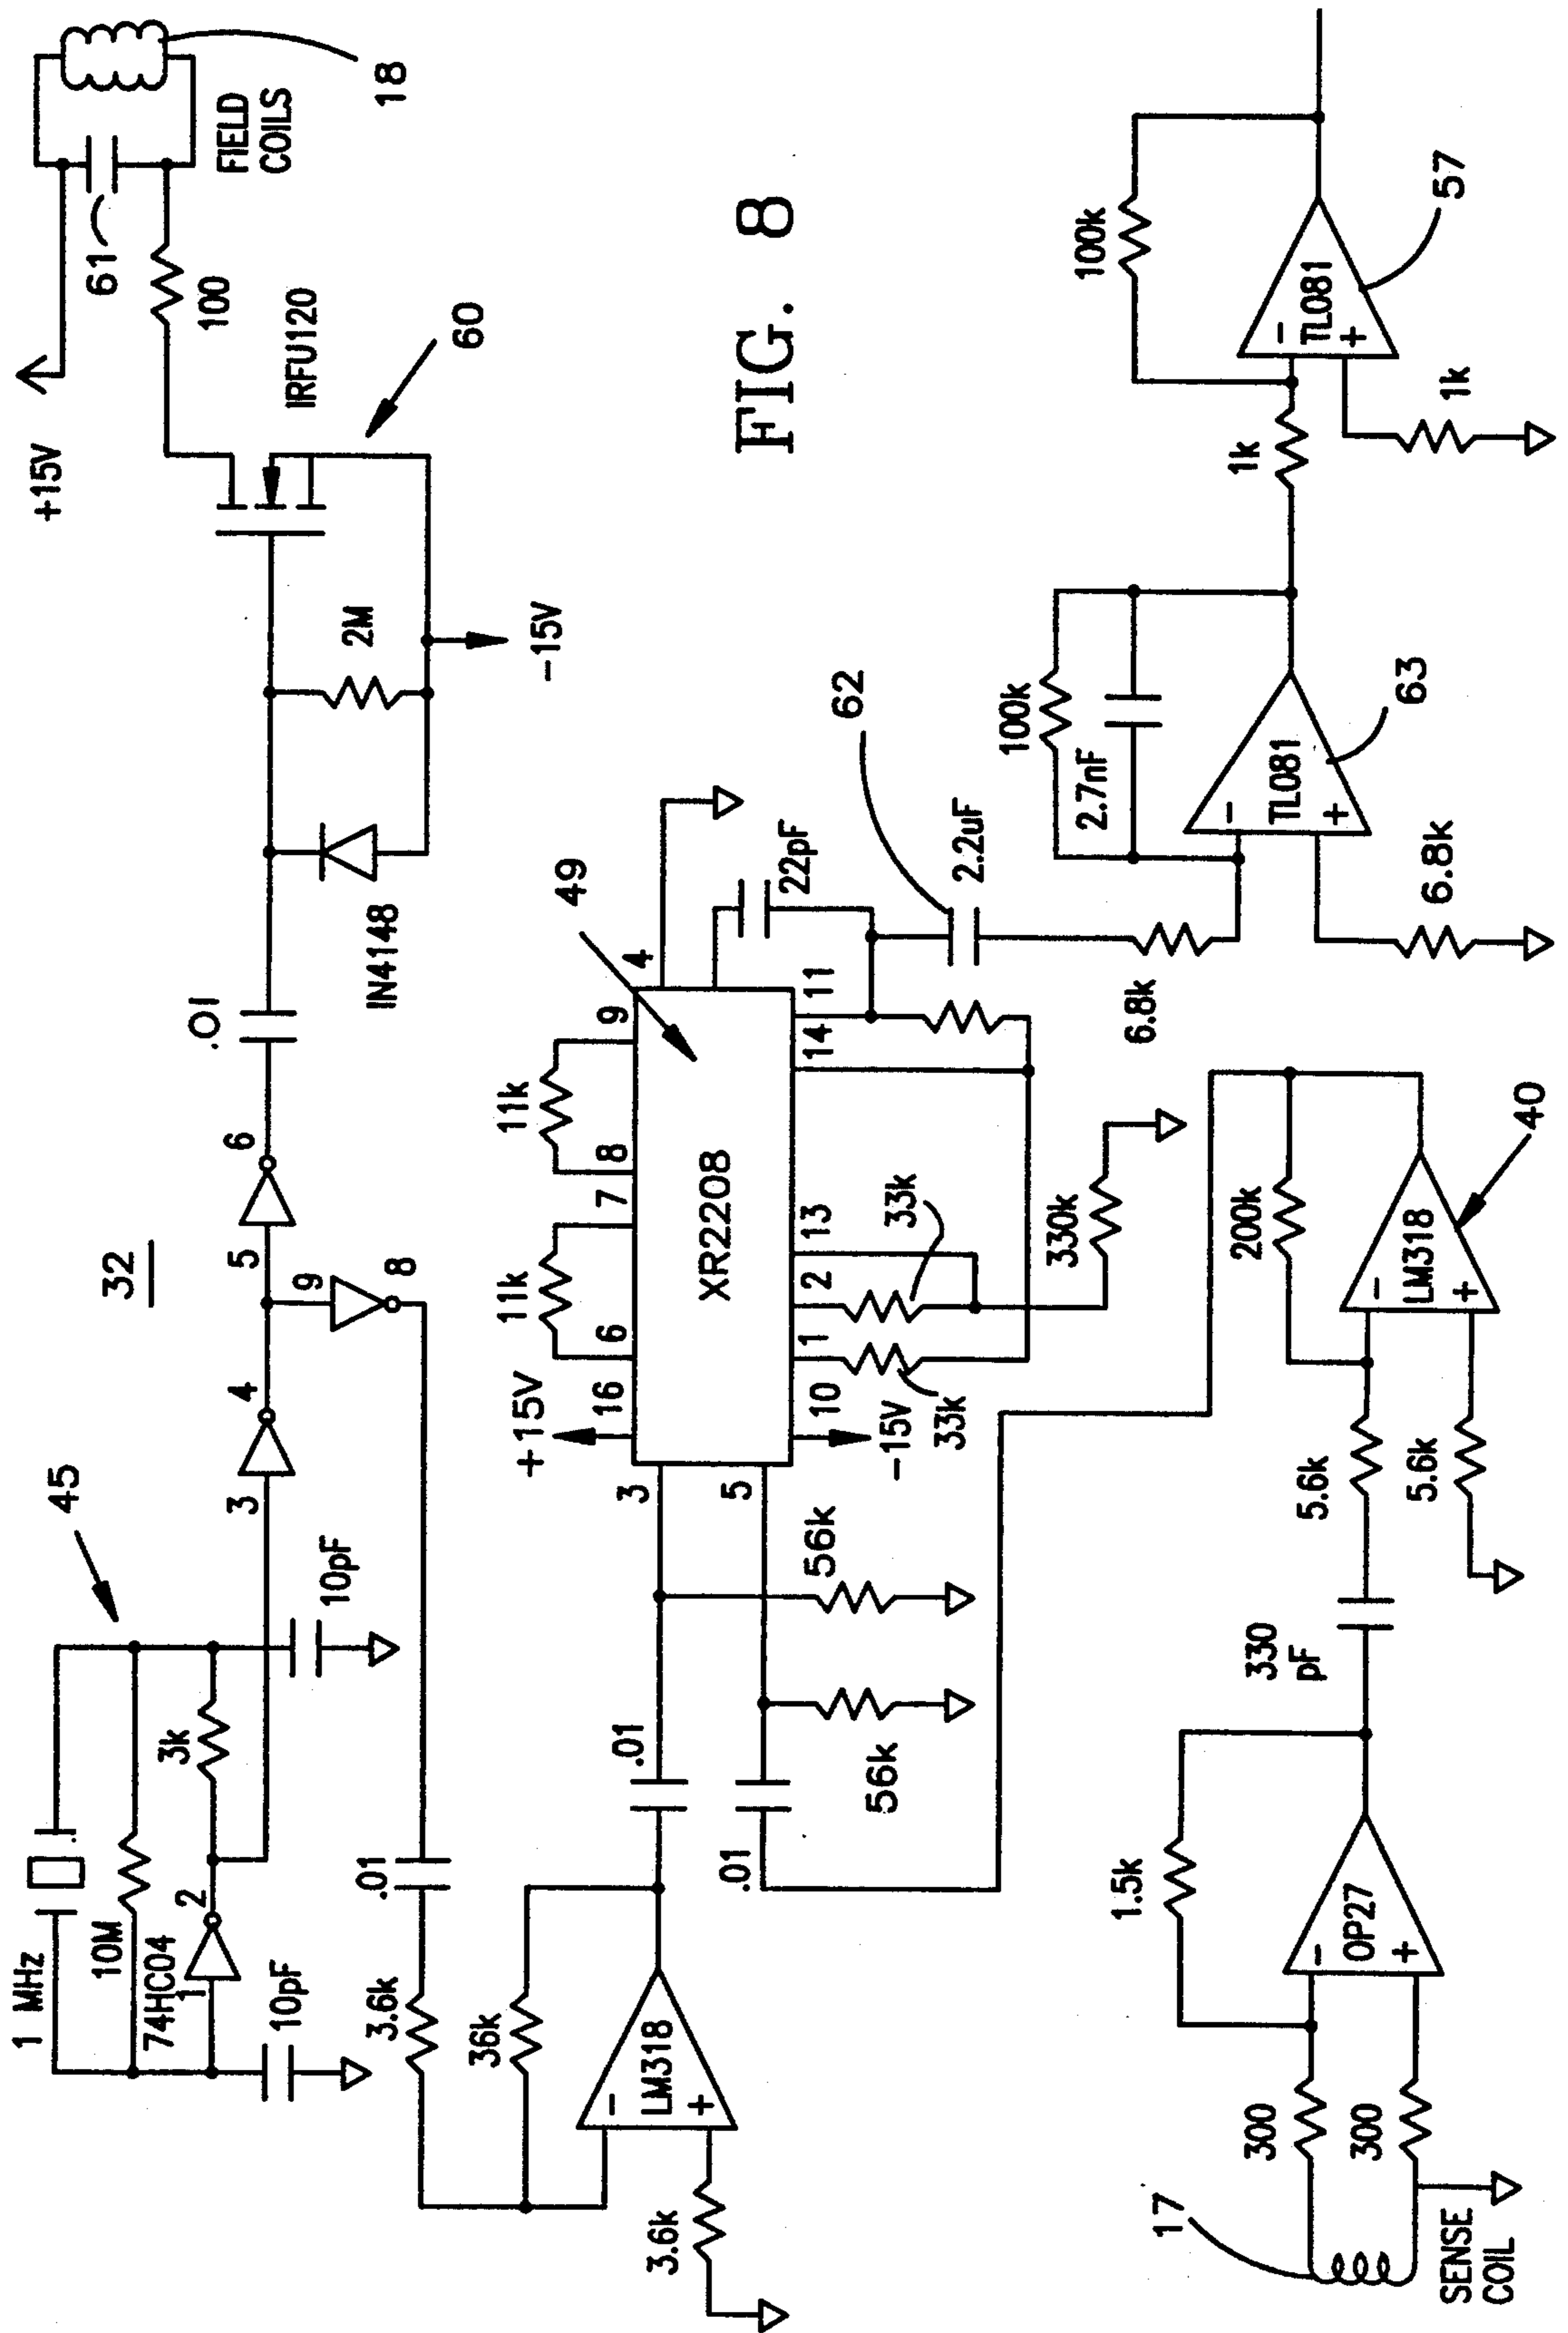 32
45
1 MHz
10M
3k
74HC04
1
2
10pF
10pF
3
4
5
6
9
8
.01
IN4148
2M
-15V
IRFU120
60
+15V
100
61
FIELD
COILS
18
3.6k
.01
36k
LM318
-
+
3.6k
.01
.01
56k
56k
3
5
+15V
16
6
11k
7
8
11k
9
4
49
XR2208
10
-15V
1
33k
2
33k
13
330k
14
11
22pF
62
2.2uF
6.8k
100k
2.7nF
-
TL081
+
63
6.8k
1k
100k
-
TL081
+
57
1k
FIG. 8
17
SENSE
COIL
300
300
1.5k
-
OP27
+
330
pF
5.6k
5.6k
200k
-
LM318
+
40